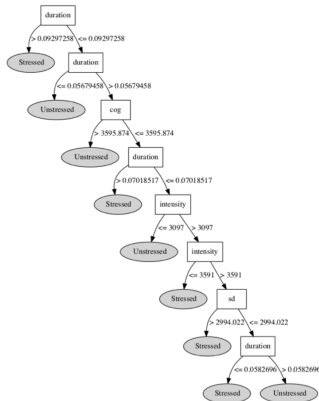 duration
> 0.09297258 <= 0.09297258
Stressed duration
<= 0.05679458 > 0.05679458
Unstressed cog
> 3595.874 <= 3595.874
Unstressed duration
> 0.07018517 <= 0.07018517
Stressed intensity
<= 3097 > 3097
Unstressed intensity
<= 3591 > 3591
Stressed sd
> 2994.022 <= 2994.022
Stressed duration
<= 0.0582696 > 0.0582696
Stressed Unstressed